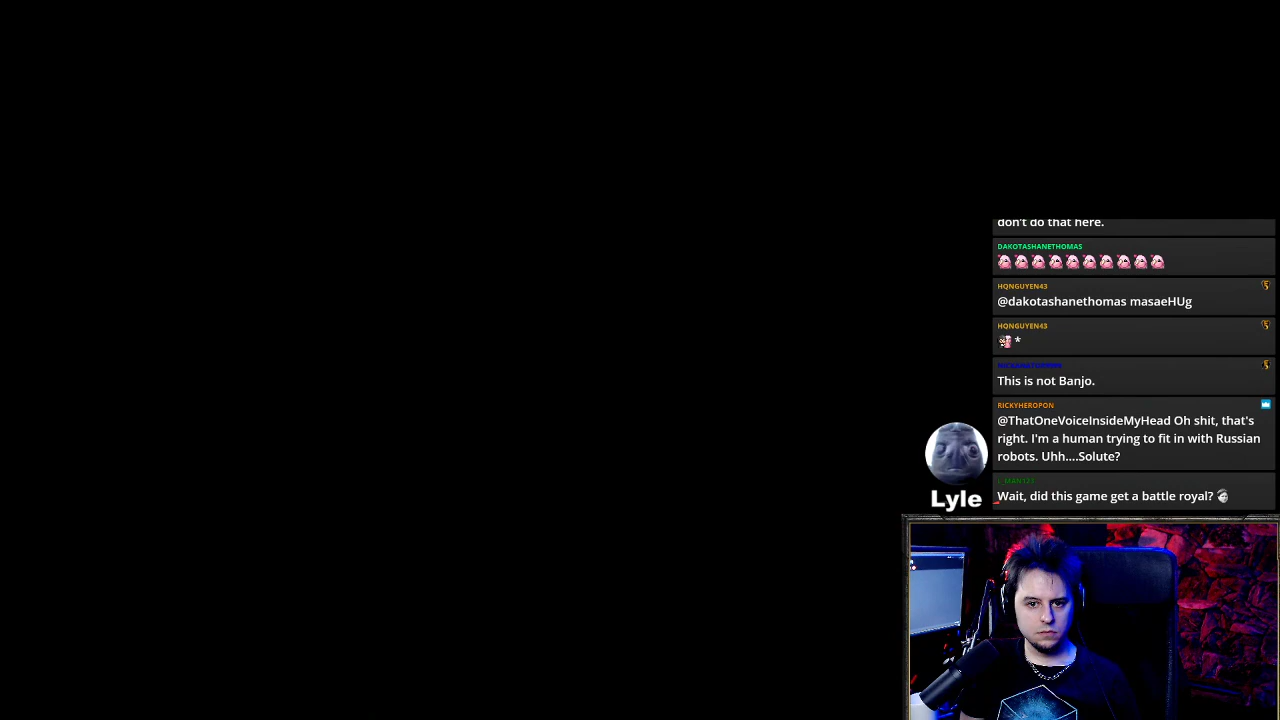 don't do that here.
DAKOTASHANETHOMAS
HQNGUYEN43
@dakotashanethomas masaeHUg
HQNGUYEN43
*
This is not Banjo.
RICKYHEROPON
@ThatOneVoiceInsideMyHead Oh shit, that's
right. I'm a human trying to fit in with Russian
robots. Uhh....Solute?
Wait, did this game get a battle royal?
Lyle